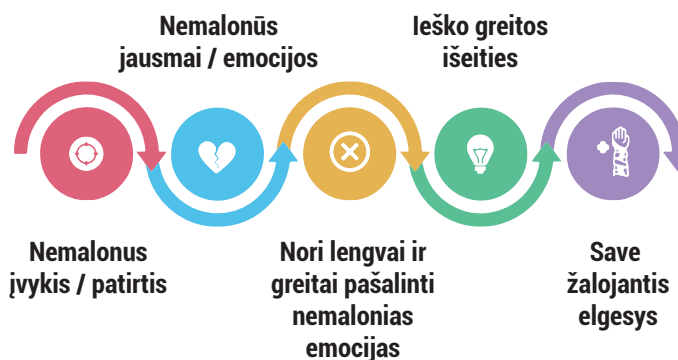 Nemalonus
įvykis / patirtis
Nemalonūs
jausmai / emocijos
Nori lengvai ir
greitai pašalinti
nemalonias
emocijas
Ieško greitos
išeities
Save
žalojantis
elgesys